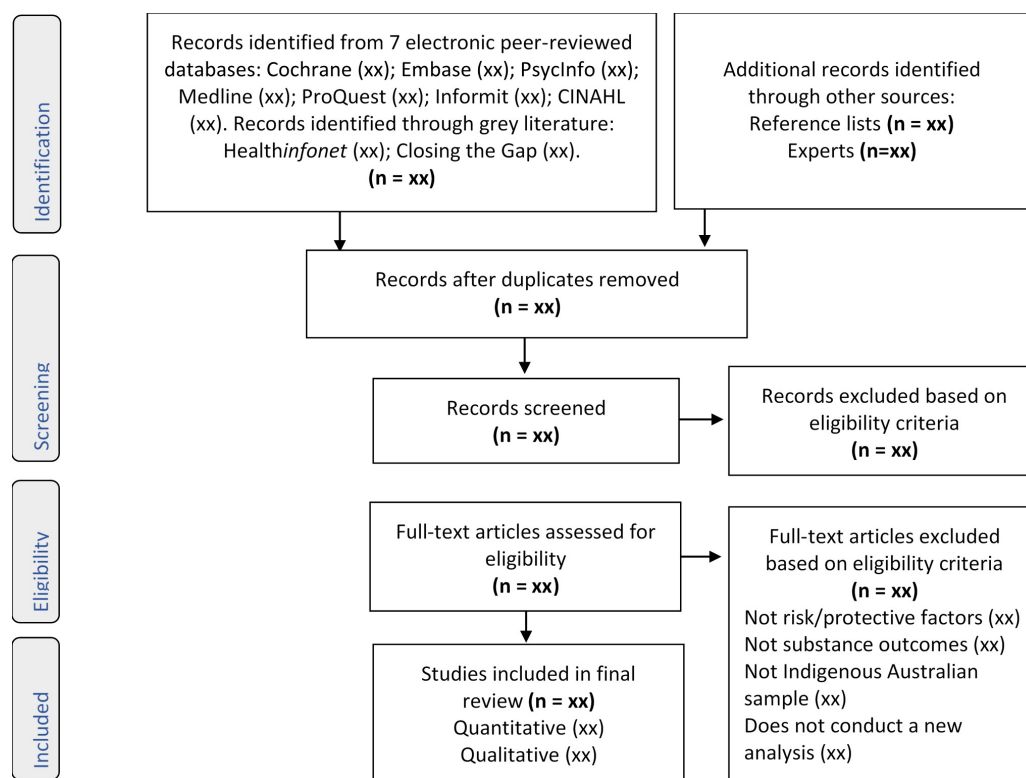 Identification
Records identified from 7 electronic peer-reviewed
databases: Cochrane (xx); Embase (xx); PsycInfo (xx);
Medline (xx); ProQuest (xx); Informit (xx); CINAHL
(xx). Records identified through grey literature:
Healthinfonet (xx); Closing the Gap (xx).
(n = xx)
Additional records identified
through other sources:
Reference lists (n = xx)
Experts (n=xx)
Screening
Records after duplicates removed
(n = xx)
Records screened
(n = xx)
Records excluded based on
eligibility criteria
(n = xx)
Eligibility
Full-text articles assessed for
eligibility
(n = xx)
Full-text articles excluded
based on eligibility criteria
(n = xx)
Not risk/protective factors (xx)
Not substance outcomes (xx)
Not Indigenous Australian
sample (xx)
Does not conduct a new
analysis (xx)
Included
Studies included in final
review (n = xx)
Quantitative (xx)
Qualitative (xx)